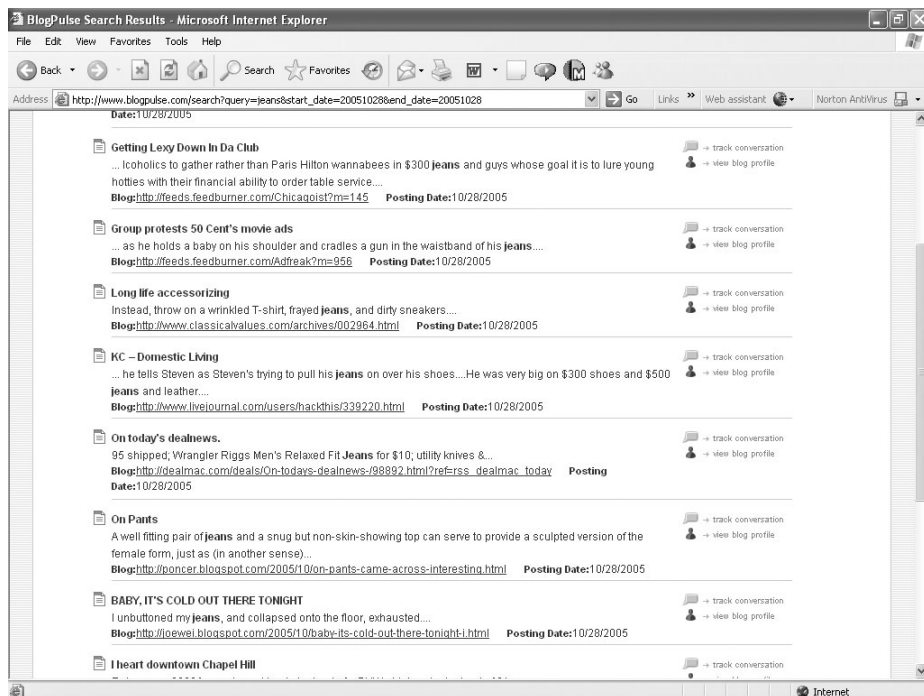 BlogPulse Search Results - Microsoft Internet Explorer
File Edit View Favorites Tools Help
Back Search Favorites
Address http://www.blogpulse.com/search?query=jeans&start_date=20051028&end_date=20051028 Go Links » Web assistant Norton AntiVirus
Date:10/28/2005
Getting Lexy Down In Da Club → track conversation
... lcoholics to gather rather than Paris Hilton wannabees in $300 jeans and guys whose goal it is to lure young → view blog profile
hotties with their financial ability to order table service....
Blog:http://feeds.feedburner.com/Chicagoist?m=145 Posting Date:10/28/2005
Group protests 50 Cent's movie ads → track conversation
... as he holds a baby on his shoulder and cradles a gun in the waistband of his jeans.... → view blog profile
Blog:http://feeds.feedburner.com/Adfreak?m=956 Posting Date:10/28/2005
Long life accessorizing → track conversation
Instead, throw on a wrinkled T-shirt, frayed jeans, and dirty sneakers.... → view blog profile
Blog:http://www.classicalvalues.com/archives/002964.html Posting Date:10/28/2005
KC – Domestic Living → track conversation
... he tells Steven as Steven's trying to pull his jeans on over his shoes....He was very big on $300 shoes and $500 → view blog profile
jeans and leather....
Blog:http://www.livejournal.com/users/hackthis/339220.html Posting Date:10/28/2005
On today's dealnews. → track conversation
95 shipped; Wrangler Riggs Men's Relaxed Fit Jeans for $10; utility knives &... → view blog profile
Blog:http://dealmac.com/deals/On-todays-dealnews-/98892.html?ref=rss_dealmac_today Posting
Date:10/28/2005
On Pants → track conversation
A well fitting pair of jeans and a snug but non-skin-showing top can serve to provide a sculpted version of the → view blog profile
female form, just as (in another sense)...
Blog:http://poncer.blogspot.com/2005/10/on-pants-came-across-interesting.html Posting Date:10/28/2005
BABY, IT'S COLD OUT THERE TONIGHT → track conversation
I unbuttoned my jeans, and collapsed onto the floor, exhausted.... → view blog profile
Blog:http://joewei.blogspot.com/2005/10/baby-its-cold-out-there-tonight-i.html Posting Date:10/28/2005
I heart downtown Chapel Hill → track conversation
Internet